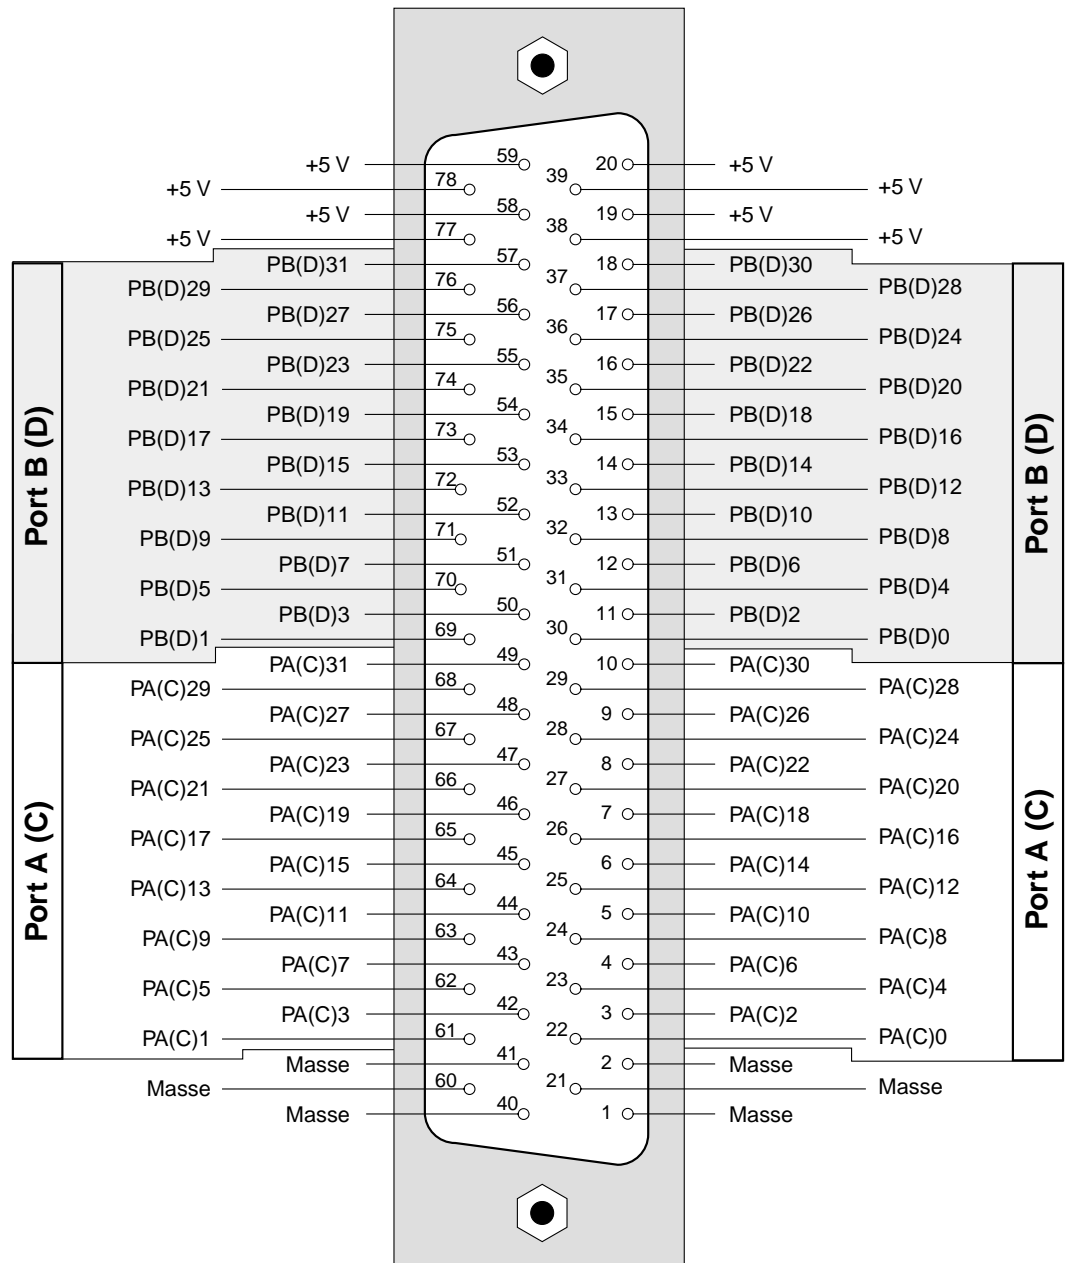 +5 V 59 20 +5 V
+5 V 78 39 +5 V
+5 V 58 19 +5 V
+5 V 77 38 +5 V
PB(D)31 57 18 PB(D)30
PB(D)29 76 37 PB(D)28
PB(D)27 56 17 PB(D)26
PB(D)25 75 36 PB(D)24
PB(D)23 55 16 PB(D)22
PB(D)21 74 35 PB(D)20
PB(D)19 54 15 PB(D)18
PB(D)17 73 34 PB(D)16
PB(D)15 53 14 PB(D)14
PB(D)13 72 33 PB(D)12
PB(D)11 52 13 PB(D)10
PB(D)9 71 32 PB(D)8
PB(D)7 51 12 PB(D)6
PB(D)5 70 31 PB(D)4
PB(D)3 50 11 PB(D)2
PB(D)1 69 30 PB(D)0
Port B (D)
Port B (D)
PA(C)31 49 10 PA(C)30
PA(C)29 68 29 PA(C)28
PA(C)27 48 9 PA(C)26
PA(C)25 67 28 PA(C)24
PA(C)23 47 8 PA(C)22
PA(C)21 66 27 PA(C)20
PA(C)19 46 7 PA(C)18
PA(C)17 65 26 PA(C)16
PA(C)15 45 6 PA(C)14
PA(C)13 64 25 PA(C)12
PA(C)11 44 5 PA(C)10
PA(C)9 63 24 PA(C)8
PA(C)7 43 4 PA(C)6
PA(C)5 62 23 PA(C)4
PA(C)3 42 3 PA(C)2
PA(C)1 61 22 PA(C)0
Port A (C)
Port A (C)
Masse 41 2 Masse
Masse 60 21 Masse
Masse 40 1 Masse